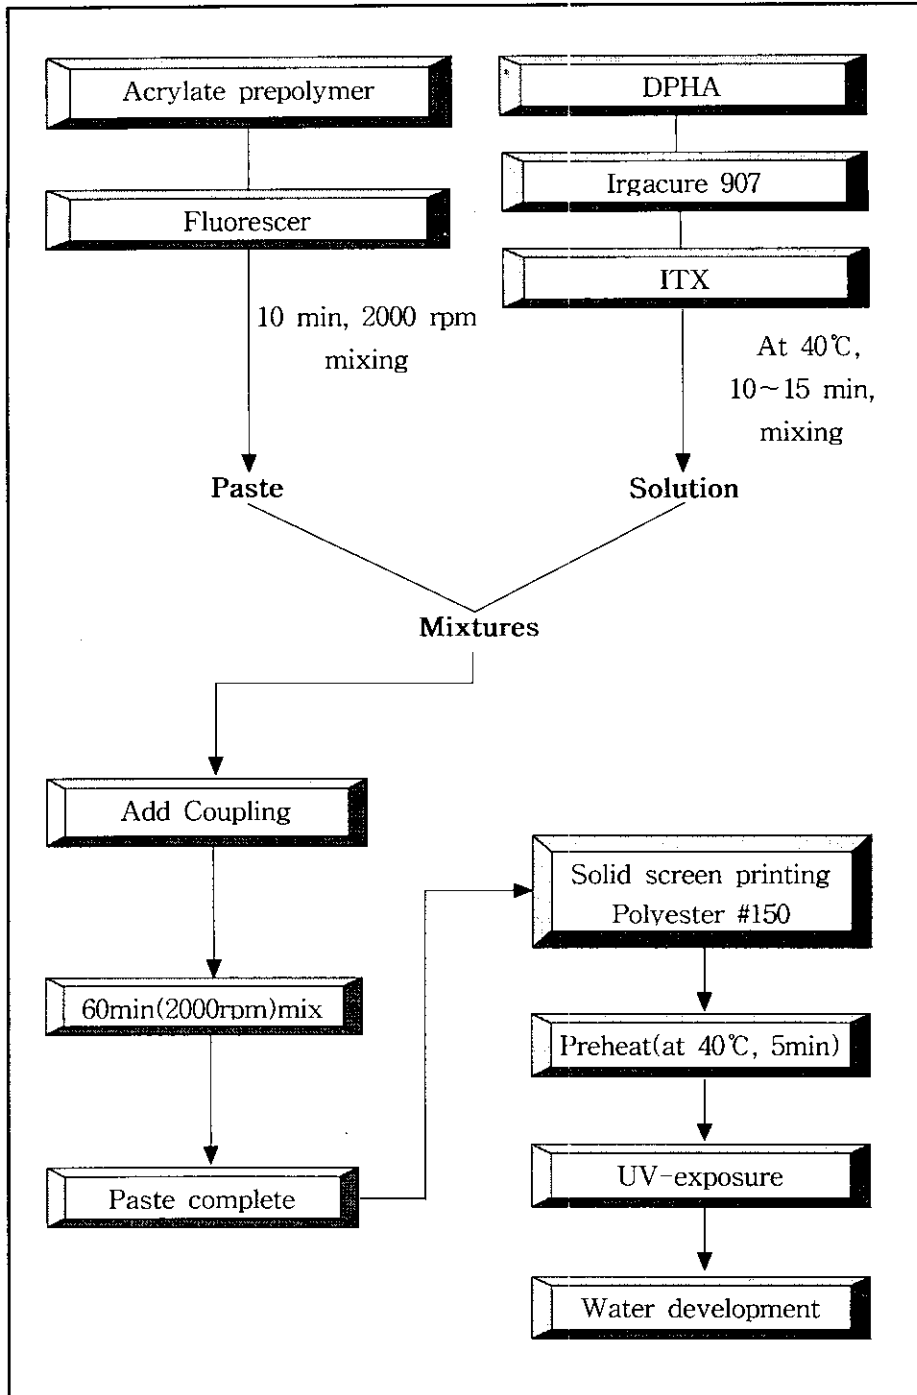 Acrylate prepolymer
Fluorescer
10 min, 2000 rpm
mixing
Paste
DPHA
Irgacure 907
ITX
At 40℃,
10~15 min,
mixing
Solution
Mixtures
Add Coupling
60min(2000rpm)mix
Paste complete
Solid screen printing
Polyester #150
Preheat(at 40℃, 5min)
UV-exposure
Water development